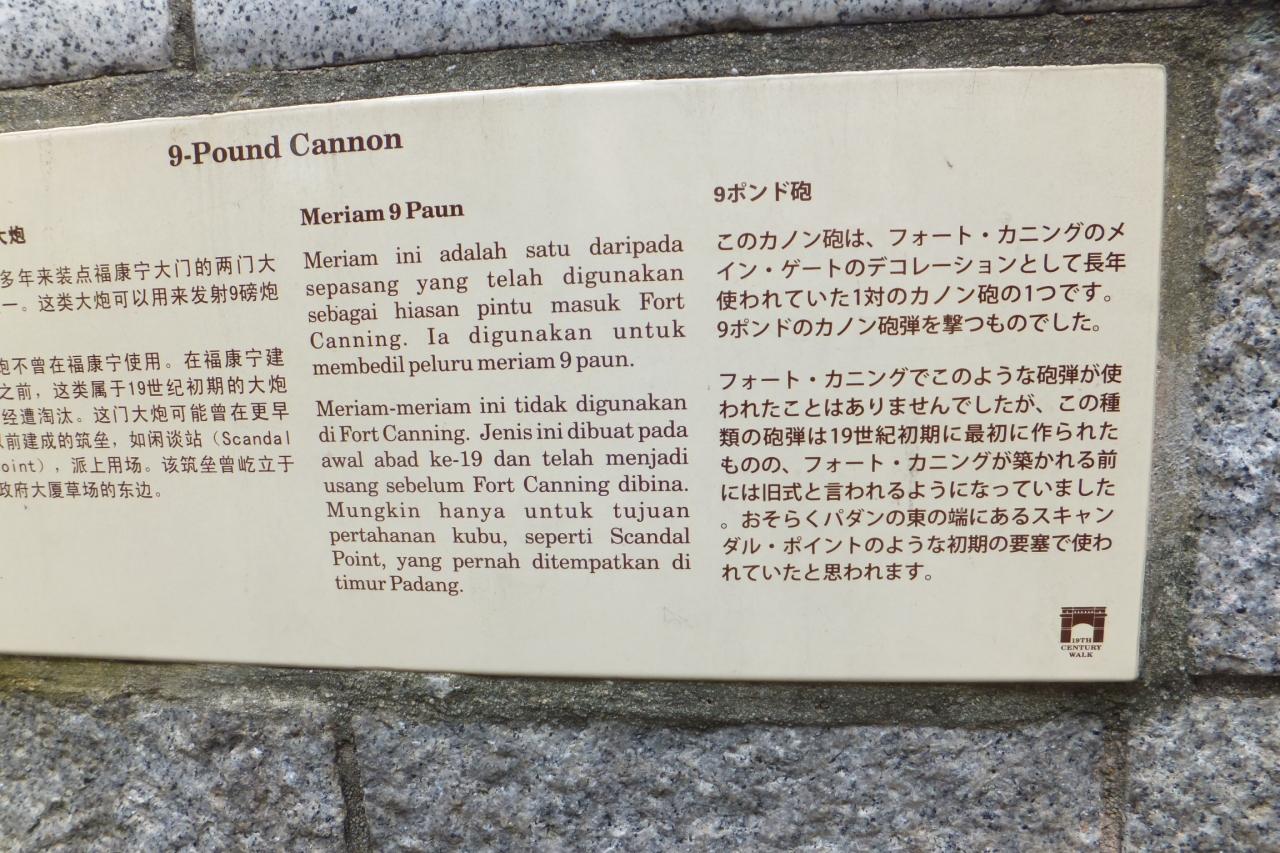 9-Pound Cannon
大炮
多年来装点福康宁大门的两门大
一。这类大炮可以用来发射9磅炮
炮不曾在福康宁使用。在福康宁建
之前，这类属于19世纪初期的大炮
经遭淘汰。这门大炮可能曾在更早
以前建成的筑垒，如闲谈站（Scandal
Point），派上用场。该筑垒曾屹立于
政府大厦草场的东边。
Meriam 9 Paun
Meriam ini adalah satu daripada
sepasang yang telah digunakan
sebagai hiasan pintu masuk Fort
Canning. Ia digunakan untuk
membedil peluru meriam 9 paun.
Meriam-meriam ini tidak digunakan
di Fort Canning. Jenis ini dibuat pada
awal abad ke-19 dan telah menjadi
usang sebelum Fort Canning dibina.
Mungkin hanya untuk tujuan
pertahanan kubu, seperti Scandal
Point, yang pernah ditempatkan di
timur Padang.
9ポンド砲
このカノン砲は、フォート・カニングのメ
イン・ゲートのデコレーションとして長年
使われていた1対のカノン砲の1つです。
9ポンドのカノン砲弾を撃つものでした。
フォート・カニングでこのような砲弾が使
われたことはありませんでしたが、この種
類の砲弾は19世紀初期に最初に作られた
ものの、フォート・カニングが築かれる前
には旧式と言われるようになっていました
。おそらくパダンの東の端にあるスキャン
ダル・ポイントのような初期の要塞で使わ
れていたと思われます。
19TH
CENTURY
WALK